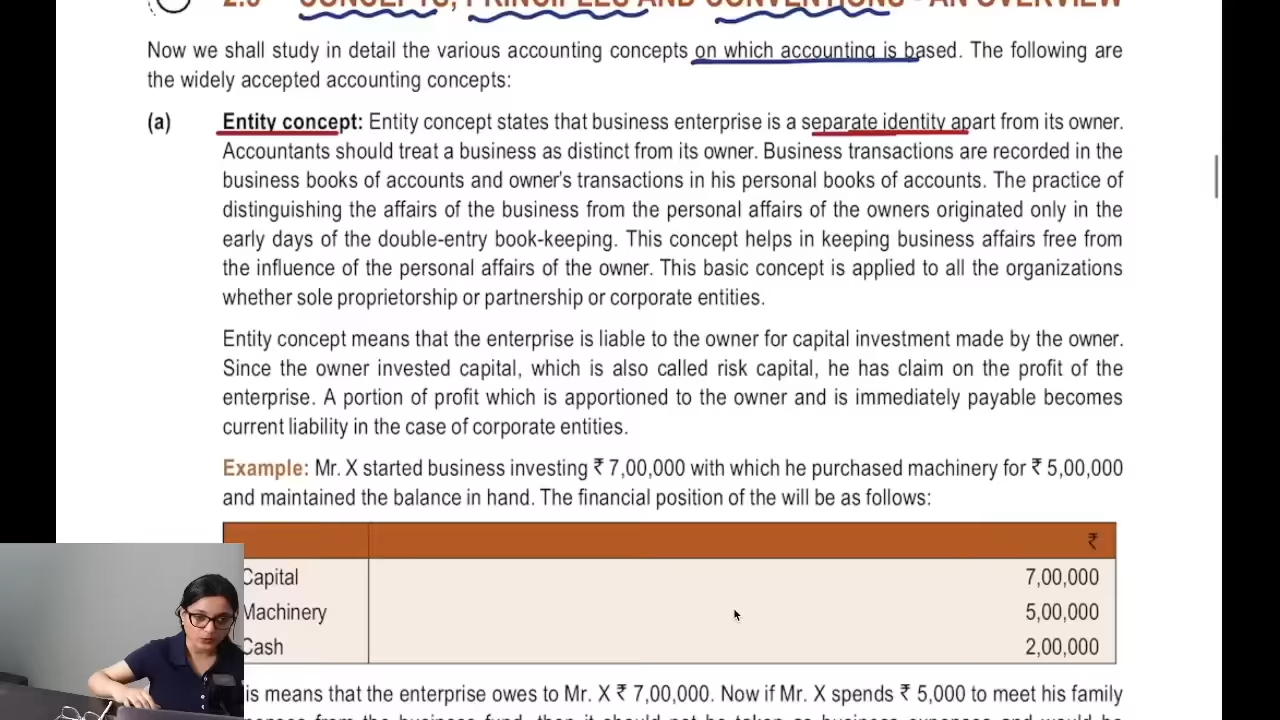 2.5 CONCEPTS, PRINCIPLES AND CONVENTIONS - AN OVERVIEW
Now we shall study in detail the various accounting concepts on which accounting is based. The following are
the widely accepted accounting concepts:
(a) Entity concept: Entity concept states that business enterprise is a separate identity apart from its owner.
Accountants should treat a business as distinct from its owner. Business transactions are recorded in the
business books of accounts and owner's transactions in his personal books of accounts. The practice of
distinguishing the affairs of the business from the personal affairs of the owners originated only in the
early days of the double-entry book-keeping. This concept helps in keeping business affairs free from
the influence of the personal affairs of the owner. This basic concept is applied to all the organizations
whether sole proprietorship or partnership or corporate entities.
Entity concept means that the enterprise is liable to the owner for capital investment made by the owner.
Since the owner invested capital, which is also called risk capital, he has claim on the profit of the
enterprise. A portion of profit which is apportioned to the owner and is immediately payable becomes
current liability in the case of corporate entities.
Example: Mr. X started business investing ₹ 7,00,000 with which he purchased machinery for ₹ 5,00,000
and maintained the balance in hand. The financial position of the will be as follows:
₹
Capital 7,00,000
Machinery 5,00,000
Cash 2,00,000
is means that the enterprise owes to Mr. X ₹ 7,00,000. Now if Mr. X spends ₹ 5,000 to meet his family